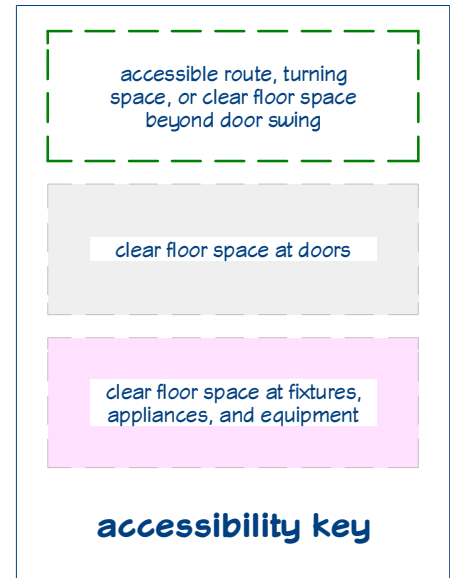 accessible route, turning
space, or clear floor space
beyond door swing
clear floor space at doors
clear floor space at fixtures,
appliances, and equipment
accessibility key